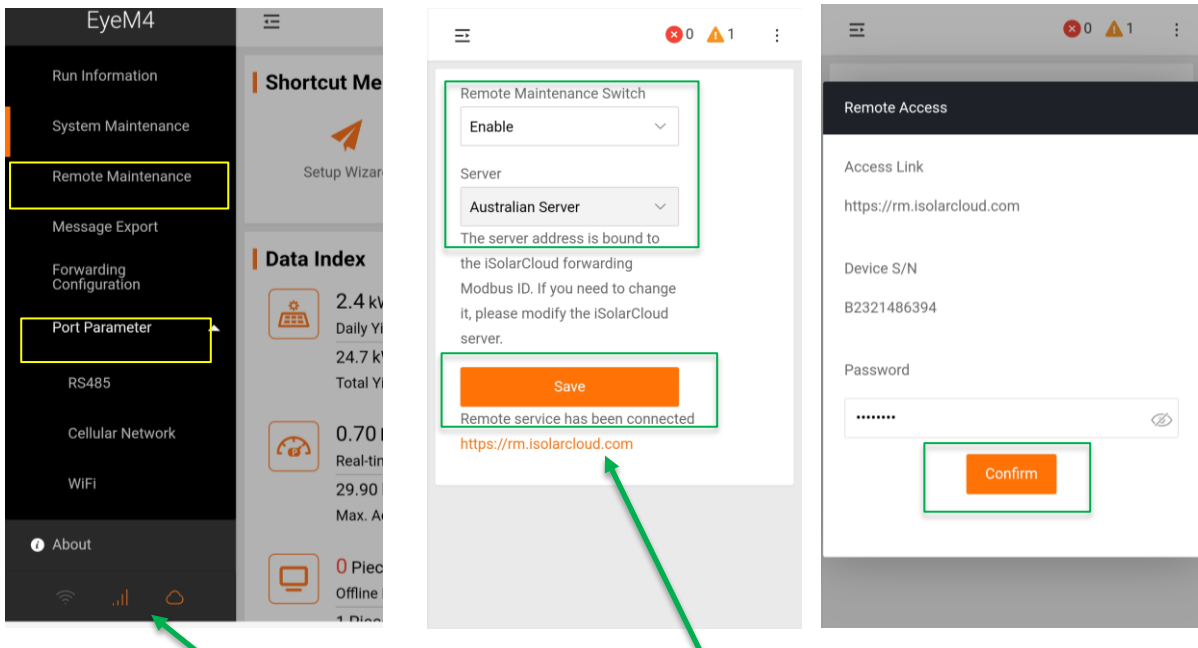 EyeM4
Run Information
System Maintenance
Remote Maintenance
Message Export
Forwarding
Configuration
Port Parameter
RS485
Cellular Network
WiFi
About
Shortcut Me
Setup Wizar
Data Index
2.4 kW
Daily Yi
24.7 kW
Total Yi
0.70
Real-tim
29.90
Max. Ac
0 Piec
Offline
0 1
Remote Maintenance Switch
Enable
Server
Australian Server
The server address is bound to
the iSolarCloud forwarding
Modbus ID. If you need to change
it, please modify the iSolarCloud
server.
Save
Remote service has been connected
https://rm.isolarcloud.com
0 1
Remote Access
Access Link
https://rm.isolarcloud.com
Device S/N
B2321486394
Password
••••••••
Confirm